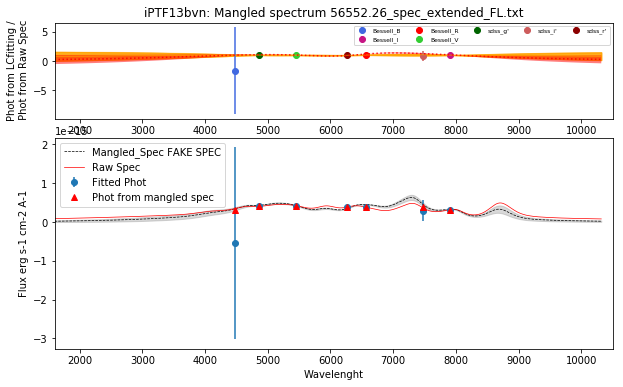 iPTF13bvn: Mangled spectrum 56552.26_spec_extended_FL.txt
Phot from LCfitting /
Phot from Raw Spec
5
0
−5
Bessell_B
Bessell_I
Bessell_R
Bessell_V
sdss_g'
sdss_i'
sdss_r'
2000 3000 4000 5000 6000 7000 8000 9000 10000
1e−15
Flux erg s-1 cm-2 A-1
2
1
0
−1
−2
−3
Mangled_Spec FAKE SPEC
Raw Spec
Fitted Phot
Phot from mangled spec
2000 3000 4000 5000 6000 7000 8000 9000 10000
Wavelenght